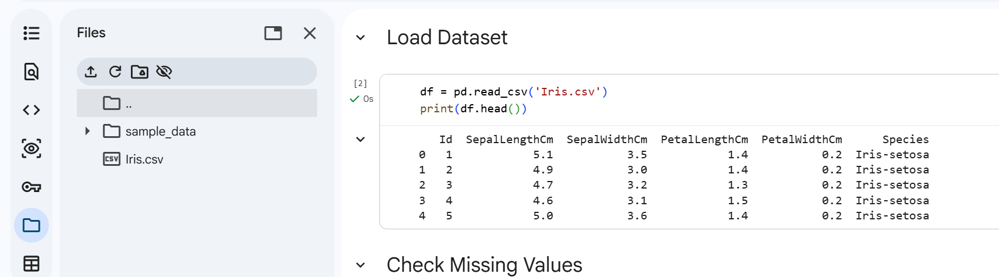 Files
..
sample_data
CSV Iris.csv
Load Dataset
[2]
0s
df = pd.read_csv('Iris.csv')
print(df.head())
Id SepalLengthCm SepalWidthCm PetalLengthCm PetalWidthCm Species
0 1 5.1 3.5 1.4 0.2 Iris-setosa
1 2 4.9 3.0 1.4 0.2 Iris-setosa
2 3 4.7 3.2 1.3 0.2 Iris-setosa
3 4 4.6 3.1 1.5 0.2 Iris-setosa
4 5 5.0 3.6 1.4 0.2 Iris-setosa
Check Missing Values